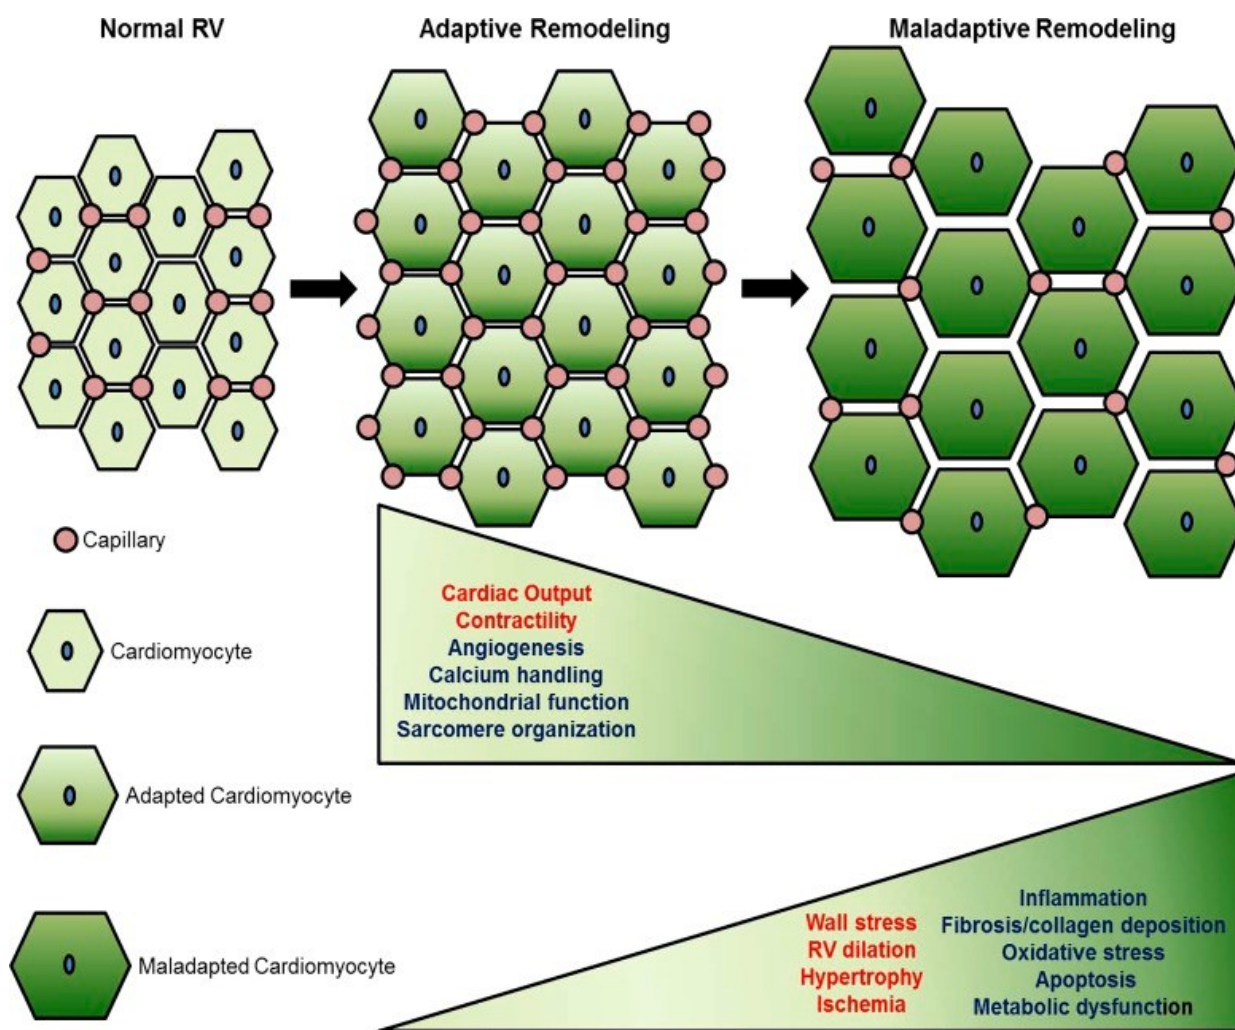 Normal RV
Adaptive Remodeling
Maladaptive Remodeling
Capillary
Cardiomyocyte
Adapted Cardiomyocyte
Maladapted Cardiomyocyte
Cardiac Output
Contractility
Angiogenesis
Calcium handling
Mitochondrial function
Sarcomere organization
Wall stress
RV dilation
Hypertrophy
Ischemia
Inflammation
Fibrosis/collagen deposition
Oxidative stress
Apoptosis
Metabolic dysfunction